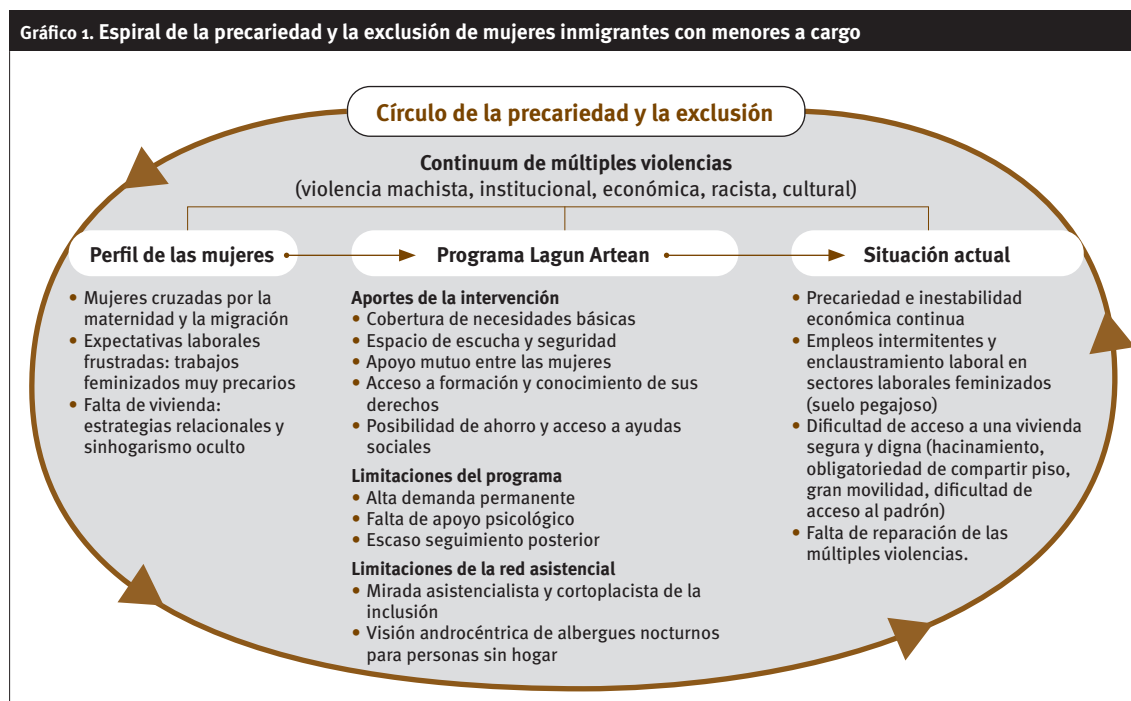 Gráfico 1. Espiral de la precariedad y la exclusión de mujeres inmigrantes con menores a cargo
Círculo de la precariedad y la exclusión
Continuum de múltiples violencias
(violencia machista, institucional, económica, racista, cultural)
Perfil de las mujeres
• Mujeres cruzadas por la
maternidad y la migración
• Expectativas laborales
frustradas: trabajos
feminizados muy precarios
• Falta de vivienda:
estrategias relacionales y
sinhogarismo oculto
Programa Lagun Artean
Aportes de la intervención
• Cobertura de necesidades básicas
• Espacio de escucha y seguridad
• Apoyo mutuo entre las mujeres
• Acceso a formación y conocimiento de sus
derechos
• Posibilidad de ahorro y acceso a ayudas
sociales
Limitaciones del programa
• Alta demanda permanente
• Falta de apoyo psicológico
• Escaso seguimiento posterior
Limitaciones de la red asistencial
• Mirada asistencialista y cortoplacista de la
inclusión
• Visión androcéntrica de albergues nocturnos
para personas sin hogar
Situación actual
• Precariedad e inestabilidad
económica continua
• Empleos intermitentes y
enclaustramiento laboral en
sectores laborales feminizados
(suelo pegajoso)
• Dificultad de acceso a una vivienda
segura y digna (hacinamiento,
obligatoriedad de compartir piso,
gran movilidad, dificultad de
acceso al padrón)
• Falta de reparación de las
múltiples violencias.